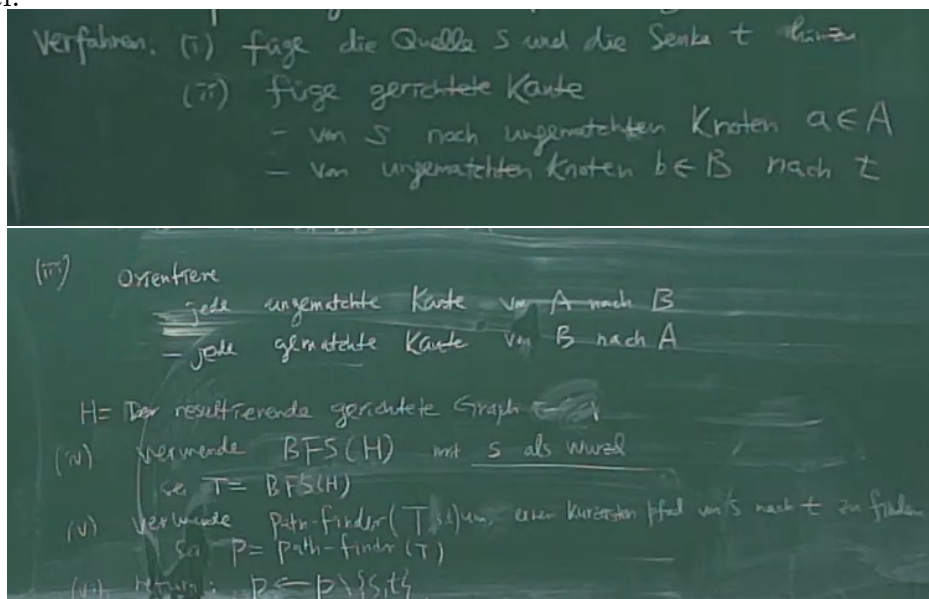 Verfahren: (i) füge die Quelle s und die Senke t hinzu
(ii) füge gerichtete Kante
- von s nach ungematchten Knoten a ∈ A
- von ungematchten Knoten b ∈ B nach t
(iii) Orientiere
- jede ungematchte Kante von A nach B
- jede gematchte Kante von B nach A
H = Der resultierende gerichtete Graph
(iv) verwende BFS(H) mit s als wurzel
sei T = BFS(H)
(v) verwende Path-finder(T,s,t) um einen kürzesten pfad von s nach t zu finden
sei p = path-finder(T)
(vi) return: p ← p \ {s,t}